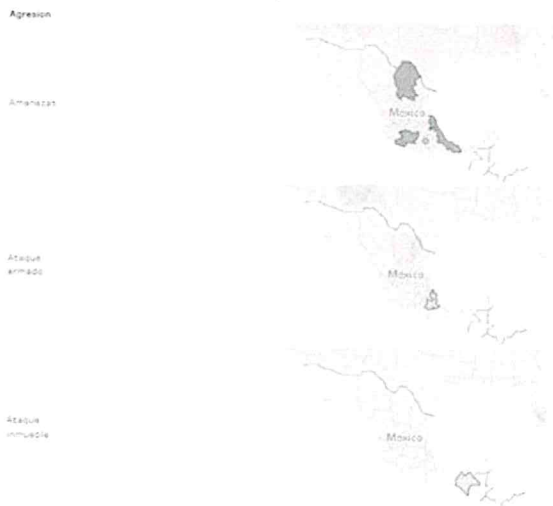 Agresion
Amenazas
Mexico
Ataque
armado
Mexico
Ataque
inmueble
Mexico